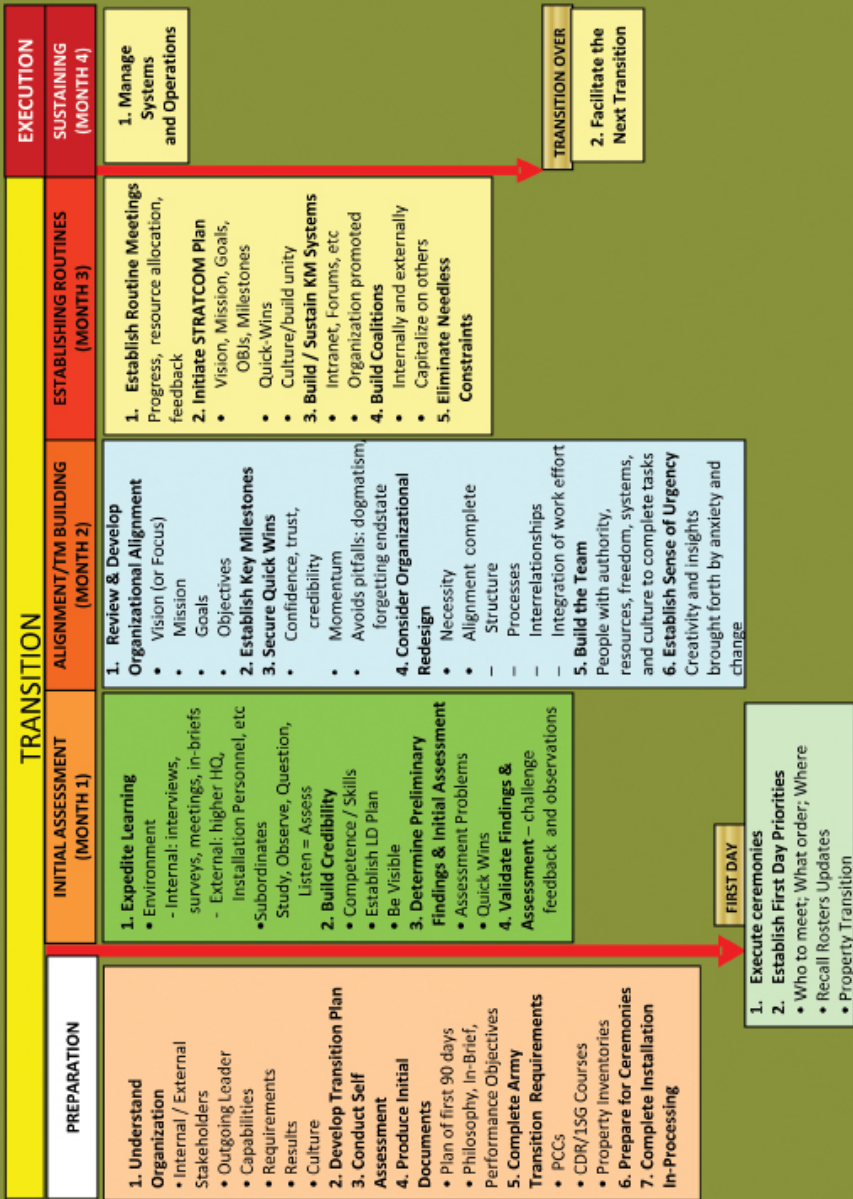 TRANSITION
EXECUTION
PREPARATION
INITIAL ASSESSMENT
(MONTH 1)
ALIGNMENT/TM BUILDING
(MONTH 2)
ESTABLISHING ROUTINES
(MONTH 3)
SUSTAINING
(MONTH 4)
1. Understand
Organization
• Internal / External
Stakeholders
• Outgoing Leader
• Capabilities
• Requirements
• Results
• Culture
2. Develop Transition Plan
3. Conduct Self
Assessment
4. Produce Initial
Documents
• Plan of first 90 days
• Philosophy, In-Brief,
Performance Objectives
5. Complete Army
Transition Requirements
• PCCs
• CDR/1SG Courses
• Property Inventories
6. Prepare for Ceremonies
7. Complete Installation
In-Processing
FIRST DAY
1. Execute ceremonies
2. Establish First Day Priorities
• Who to meet; What order; Where
• Recall Rosters Updates
• Property Transition
1. Expedite Learning
• Environment
- Internal: interviews,
surveys, meetings, in-briefs
- External: higher HQ,
Installation Personnel, etc
•Subordinates
Study, Observe, Question,
Listen = Assess
2. Build Credibility
• Competence / Skills
• Establish LD Plan
• Be Visible
3. Determine Preliminary
Findings & Initial Assessment
• Assessment Problems
• Quick Wins
4. Validate Findings &
Assessment – challenge
feedback and observations
1. Review & Develop
Organizational Alignment
• Vision (or Focus)
• Mission
• Goals
• Objectives
2. Establish Key Milestones
3. Secure Quick Wins
• Confidence, trust,
credibility
• Momentum
• Avoids pitfalls: dogmatism,
forgetting endstate
4. Consider Organizational
Redesign
• Necessity
• Alignment complete
– Structure
– Processes
– Interrelationships
– Integration of work effort
5. Build the Team
People with authority,
resources, freedom, systems,
and culture to complete tasks
6. Establish Sense of Urgency
Creativity and insights
brought forth by anxiety and
change
1. Establish Routine Meetings
Progress, resource allocation,
feedback
2. Initiate STRATCOM Plan
• Vision, Mission, Goals,
OBJs, Milestones
• Quick-Wins
• Culture/build unity
3. Build / Sustain KM Systems
• Intranet, Forums, etc
• Organization promoted
4. Build Coalitions
• Internally and externally
• Capitalize on others
5. Eliminate Needless
Constraints
1. Manage
Systems
and Operations
TRANSITION OVER
2. Facilitate the
Next Transition